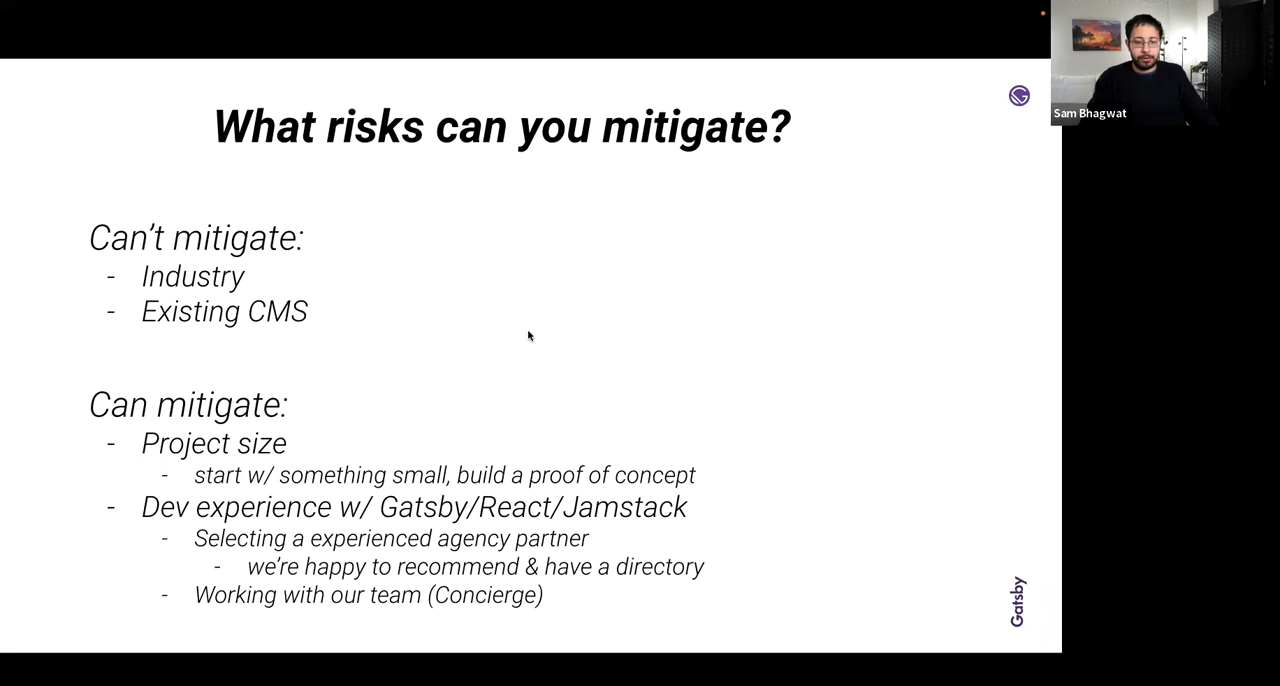 What risks can you mitigate?
Sam Bhagwat
Can’t mitigate:
- Industry
- Existing CMS
Can mitigate:
- Project size
- start w/ something small, build a proof of concept
- Dev experience w/ Gatsby/React/Jamstack
- Selecting a experienced agency partner
- we’re happy to recommend & have a directory
- Working with our team (Concierge)
Gatsby